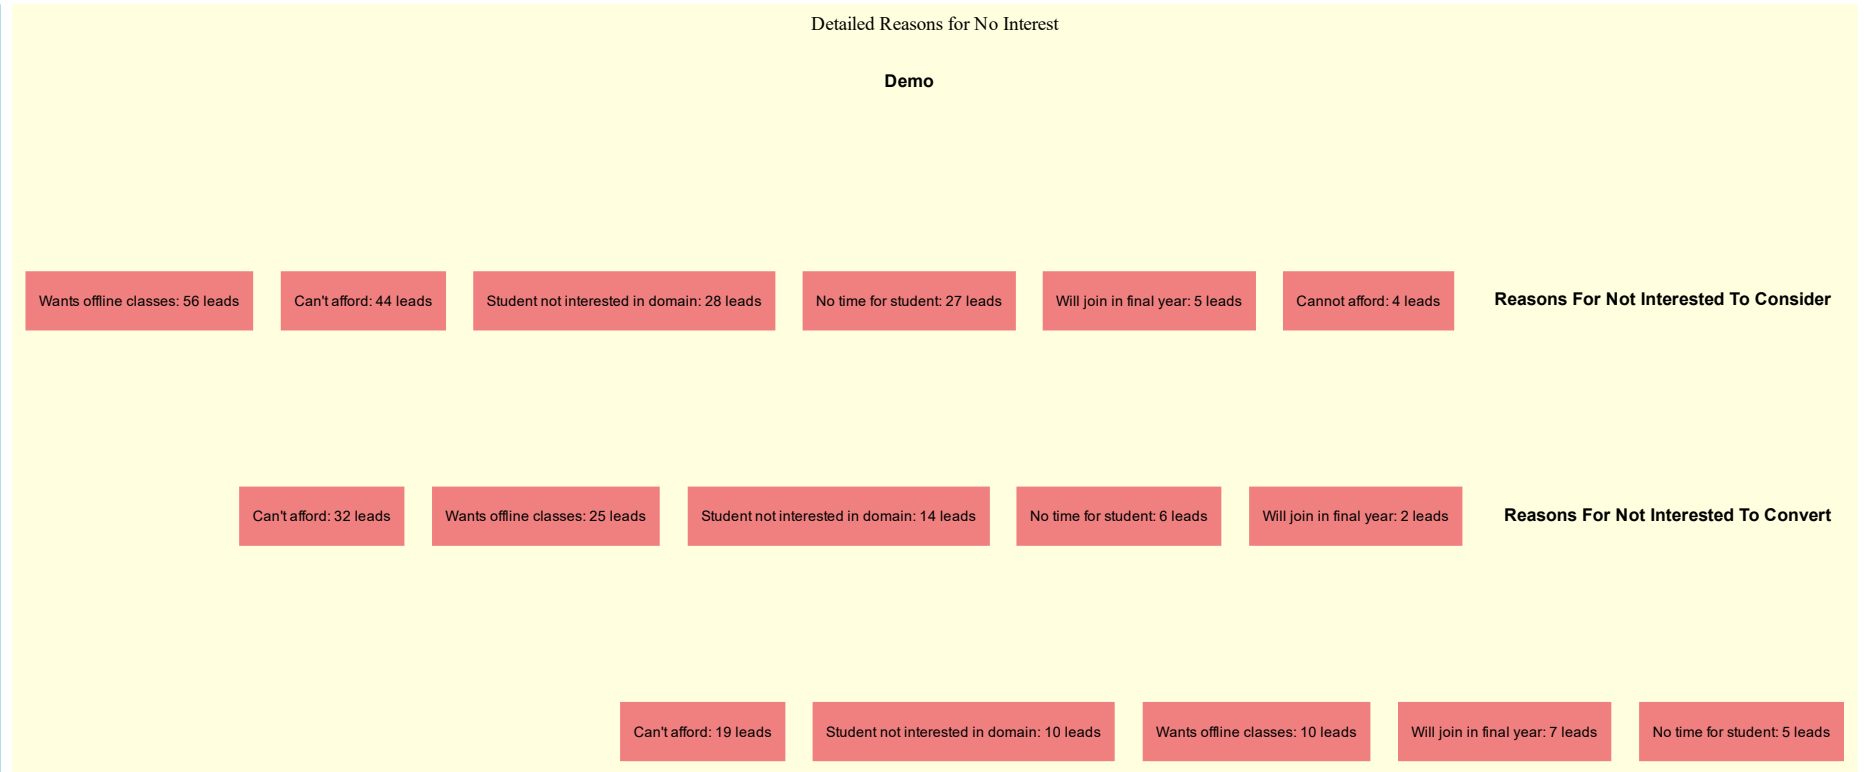 Detailed Reasons for No Interest
Demo
Wants offline classes: 56 leads
Can't afford: 44 leads
Student not interested in domain: 28 leads
No time for student: 27 leads
Will join in final year: 5 leads
Cannot afford: 4 leads
Reasons For Not Interested To Consider
Can't afford: 32 leads
Wants offline classes: 25 leads
Student not interested in domain: 14 leads
No time for student: 6 leads
Will join in final year: 2 leads
Reasons For Not Interested To Convert
Can't afford: 19 leads
Student not interested in domain: 10 leads
Wants offline classes: 10 leads
Will join in final year: 7 leads
No time for student: 5 leads